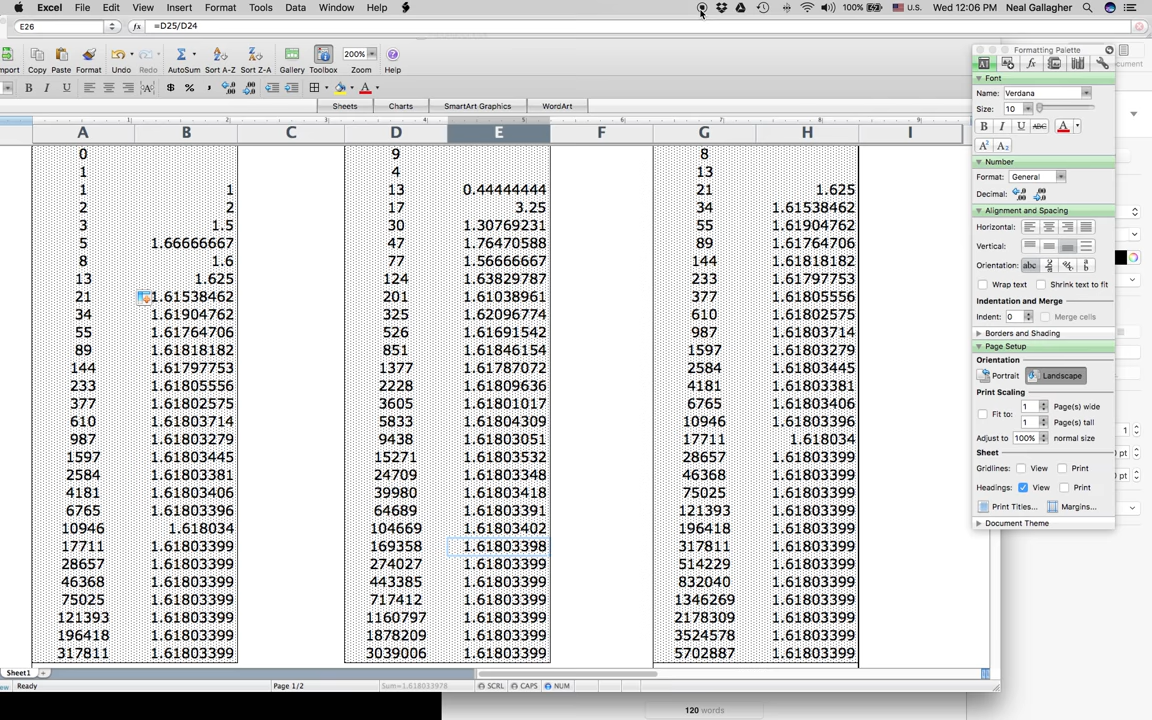 Excel File Edit View Insert Format Tools Data Window Help 100% U.S. Wed 12:06 PM Neal Gallagher
E26 fx =D25/D24
mport Copy Paste Format Undo Redo AutoSum Sort A-Z Sort Z-A Gallery Toolbox 200% Zoom Help
B I U $ %
Sheets Charts SmartArt Graphics WordArt
A B C D E F G H I
0 9 8
1 4 13
1 1 13 0.44444444 21 1.625
2 2 17 3.25 34 1.61538462
3 1.5 30 1.30769231 55 1.61904762
5 1.66666667 47 1.76470588 89 1.61764706
8 1.6 77 1.56666667 144 1.61818182
13 1.625 124 1.63829787 233 1.61797753
21 1.61538462 201 1.61038961 377 1.61805556
34 1.61904762 325 1.62096774 610 1.61802575
55 1.61764706 526 1.61691542 987 1.61803714
89 1.61818182 851 1.61846154 1597 1.61803279
144 1.61797753 1377 1.61787072 2584 1.61803445
233 1.61805556 2228 1.61809636 4181 1.61803381
377 1.61802575 3605 1.61801017 6765 1.61803406
610 1.61803714 5833 1.61804309 10946 1.61803396
987 1.61803279 9438 1.61803051 17711 1.618034
1597 1.61803445 15271 1.61803532 28657 1.61803399
2584 1.61803381 24709 1.61803348 46368 1.61803399
4181 1.61803406 39980 1.61803418 75025 1.61803399
6765 1.61803396 64689 1.61803391 121393 1.61803399
10946 1.618034 104669 1.61803402 196418 1.61803399
17711 1.61803399 169358 1.61803398 317811 1.61803399
28657 1.61803399 274027 1.61803399 514229 1.61803399
46368 1.61803399 443385 1.61803399 832040 1.61803399
75025 1.61803399 717412 1.61803399 1346269 1.61803399
121393 1.61803399 1160797 1.61803399 2178309 1.61803399
196418 1.61803399 1878209 1.61803399 3524578 1.61803399
317811 1.61803399 3039006 1.61803399 5702887 1.61803399
Sheet1
Ready Page 1/2 Sum=1.618033978 SCRL CAPS NUM
Formatting Palette
Font
Name: Verdana
Size: 10
B I U ABC A
A² A₂
Number
Format: General
Decimal:
Alignment and Spacing
Horizontal:
Vertical:
Orientation: abc
Wrap text Shrink text to fit
Indentation and Merge
Indent: 0 Merge cells
Borders and Shading
Page Setup
Orientation
Portrait Landscape
Print Scaling
Fit to: 1 Page(s) wide
1 Page(s) tall
Adjust to 100% normal size
Sheet
Gridlines: View Print
Headings: View Print
Print Titles... Margins...
Document Theme
ocument
1
pt
pt
120 words